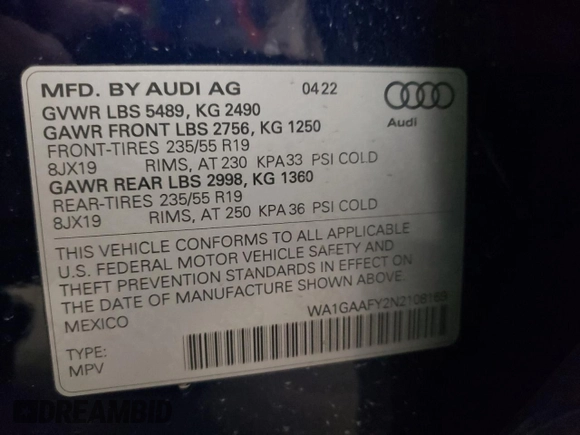 MFD. BY AUDI AG 04 22
GVWR LBS 5489, KG 2490
Audi
GAWR FRONT LBS 2756, KG 1250
FRONT-TIRES 235/55 R19
8JX19 RIMS, AT 230 KPA 33 PSI COLD
GAWR REAR LBS 2998, KG 1360
REAR-TIRES 235/55 R19
8JX19 RIMS, AT 250 KPA 36 PSI COLD
THIS VEHICLE CONFORMS TO ALL APPLICABLE
U.S. FEDERAL MOTOR VEHICLE SAFETY AND
THEFT PREVENTION STANDARDS IN EFFECT ON
THE DATE OF MANUFACTURE SHOWN ABOVE.
MEXICO
TYPE:
MPV
DREAMBID